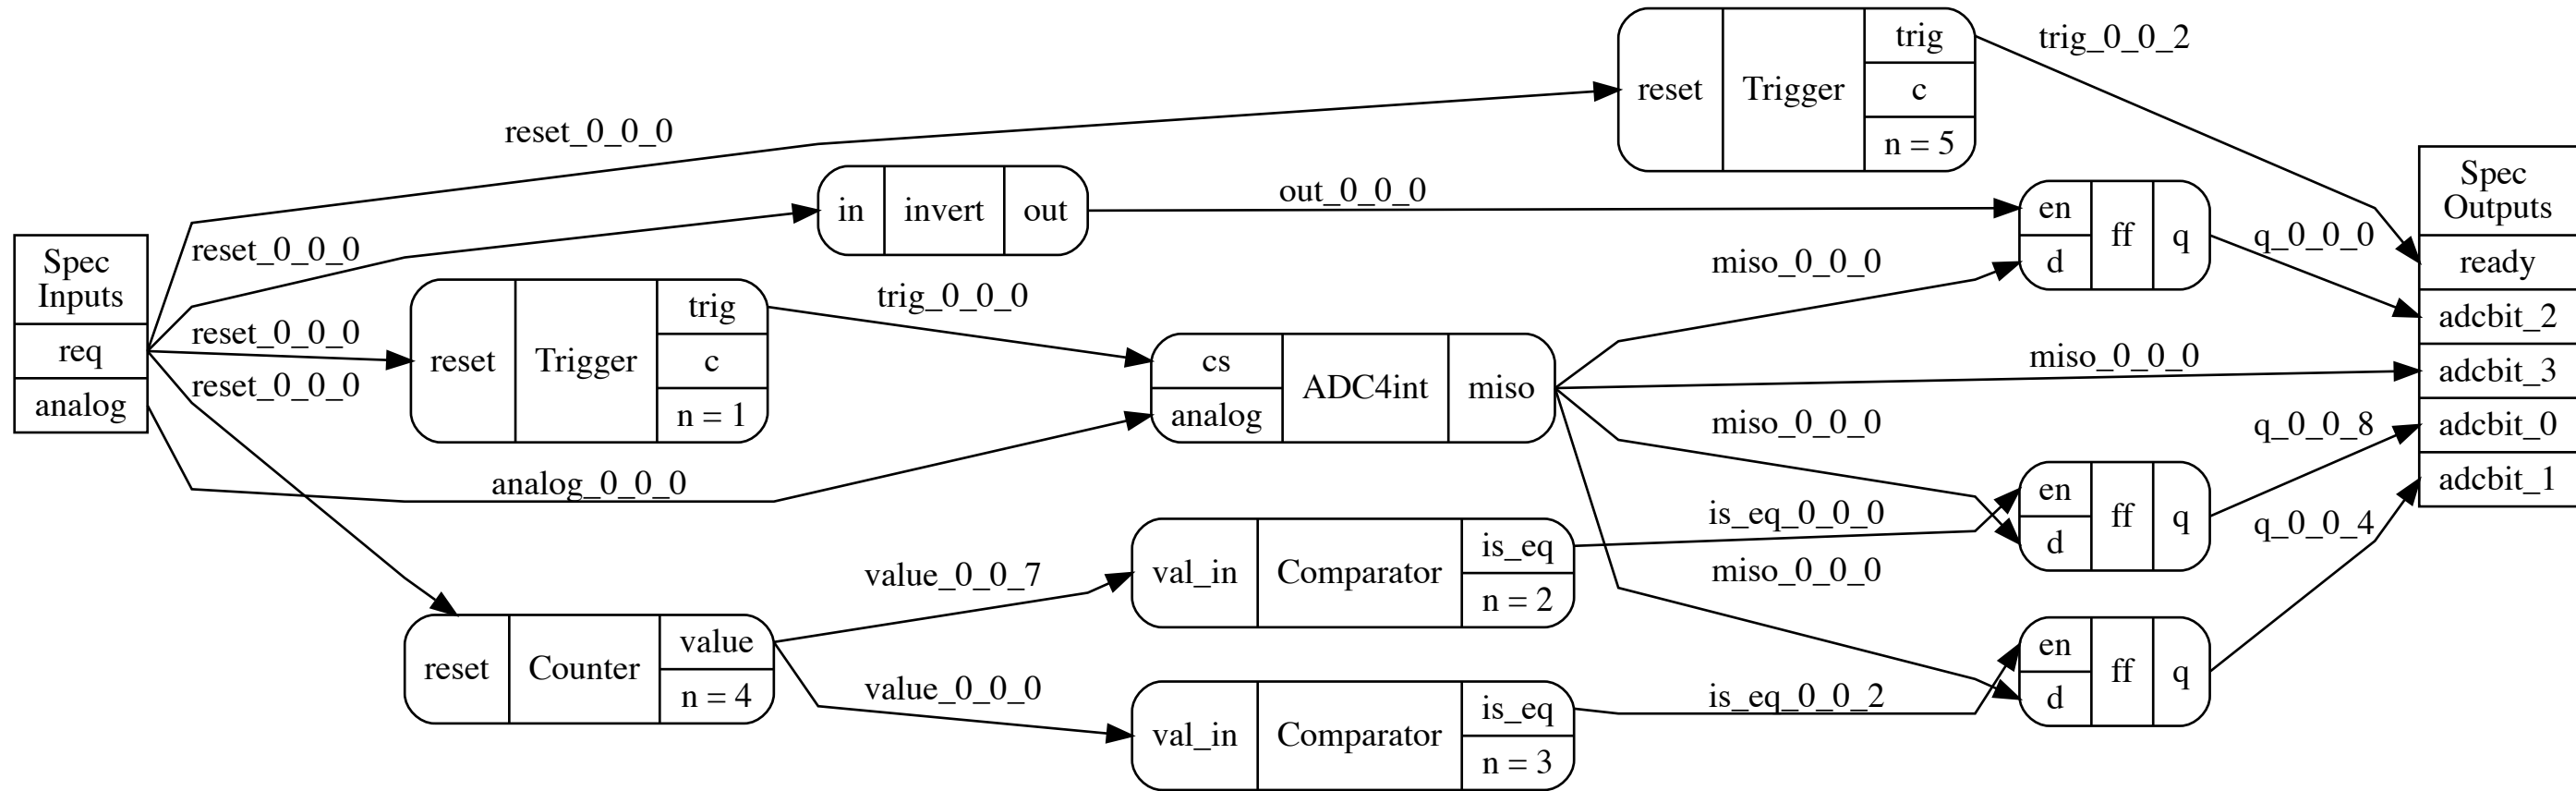 Spec
Inputs
req
analog
reset_0_0_0
reset_0_0_0
reset_0_0_0
reset_0_0_0
analog_0_0_0
in
invert
out
reset
Trigger
trig
c
n = 1
reset
Counter
value
n = 4
out_0_0_0
trig_0_0_0
value_0_0_7
value_0_0_0
cs
analog
ADC4int
miso
val_in
Comparator
is_eq
n = 2
val_in
Comparator
is_eq
n = 3
reset
Trigger
trig
c
n = 5
miso_0_0_0
miso_0_0_0
miso_0_0_0
is_eq_0_0_0
miso_0_0_0
is_eq_0_0_2
trig_0_0_2
en
d
ff
q
en
d
ff
q
en
d
ff
q
q_0_0_0
q_0_0_8
q_0_0_4
Spec
Outputs
ready
adcbit_2
adcbit_3
adcbit_0
adcbit_1